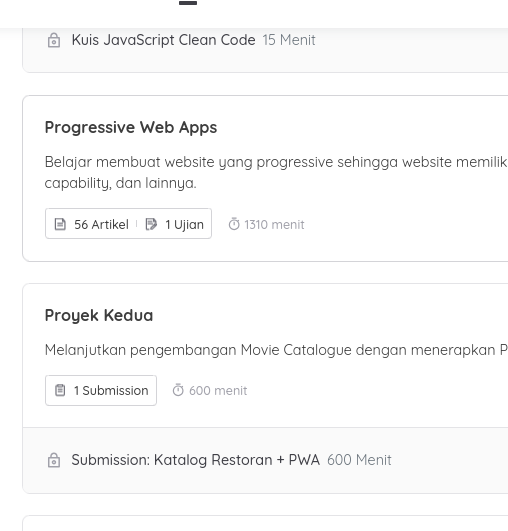 Kuis JavaScript Clean Code 15 Menit
Progressive Web Apps
Belajar membuat website yang progressive sehingga website memilik
capability, dan lainnya.
56 Artikel 1 Ujian 1310 menit
Proyek Kedua
Melanjutkan pengembangan Movie Catalogue dengan menerapkan P
1 Submission 600 menit
Submission: Katalog Restoran + PWA 600 Menit